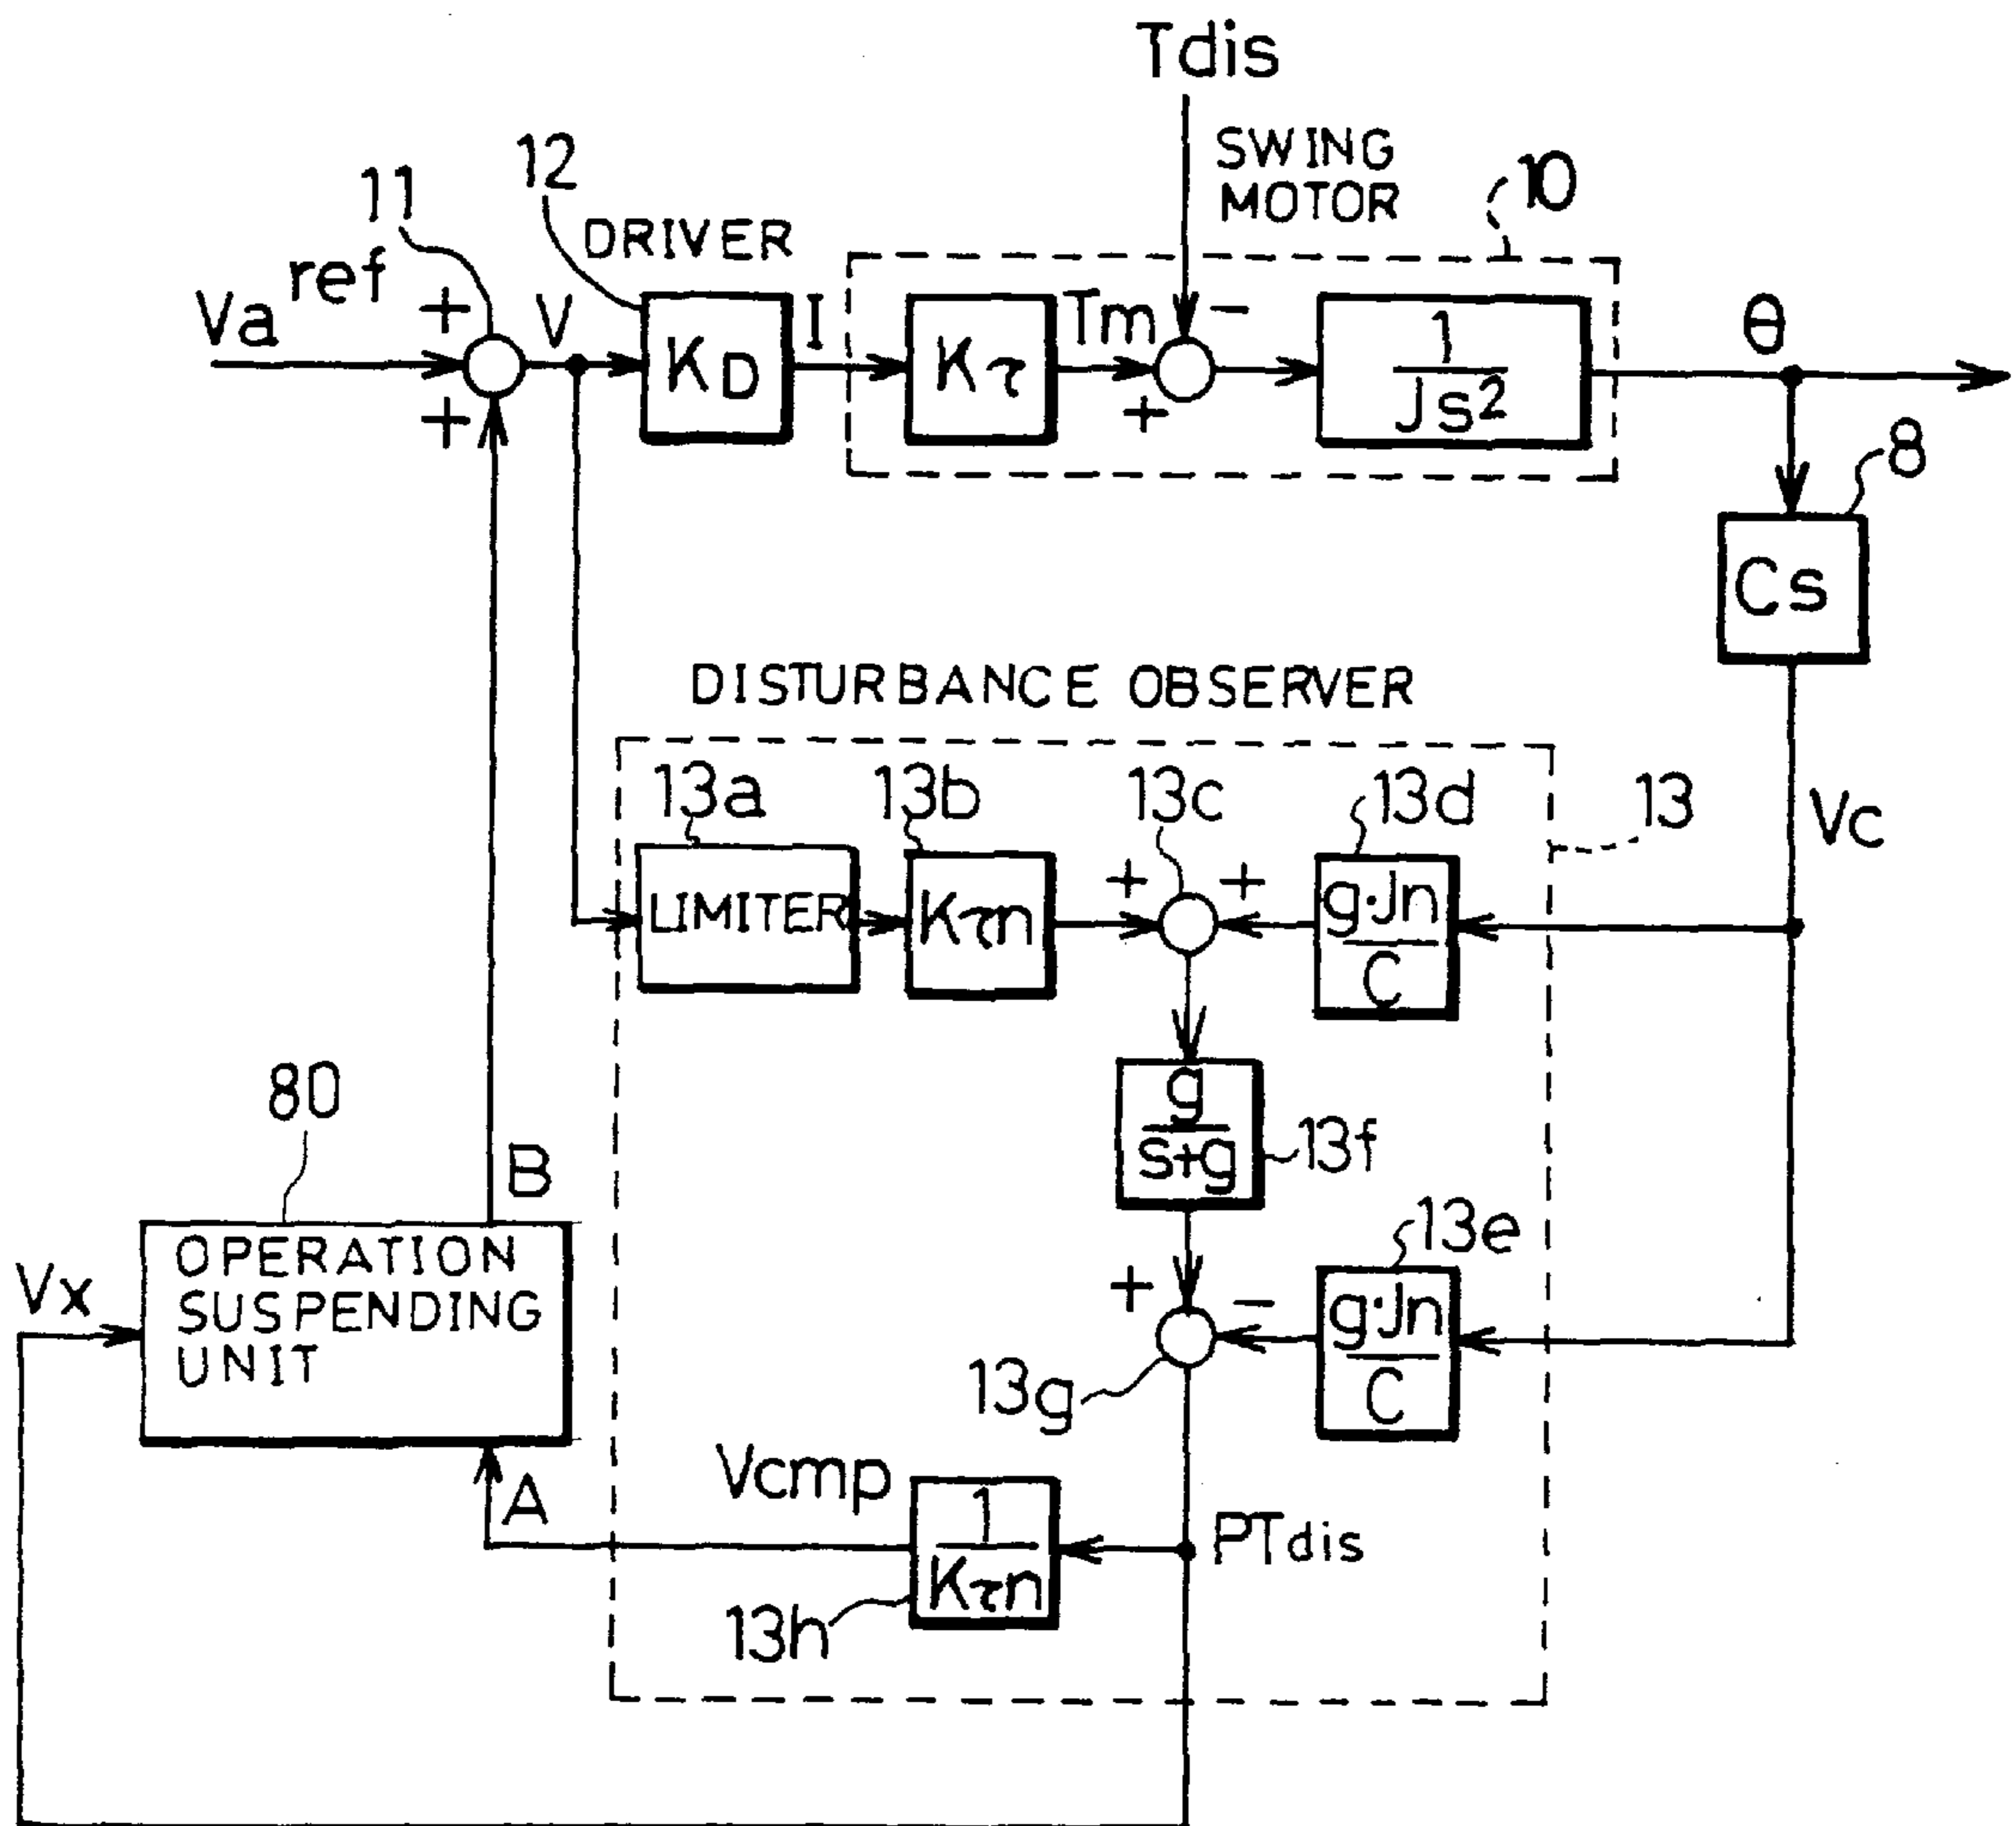 Tdis
SWING
MOTOR
10
12
11
DRIVER
Va ref
+
V
KD
I
Kτ
Tm
−
1
Js2
θ
+
+
8
Cs
DISTURBANCE OBSERVER
13a
13b
13c
13d
13
Vc
LIMITER
Kτn
+
+
g·Jn
C
80
g
s+g
13f
B
13e
OPERATION
SUSPENDING
UNIT
Vx
+
−
g·Jn
C
13g
Vcmp
A
1
Kτn
PTdis
13h